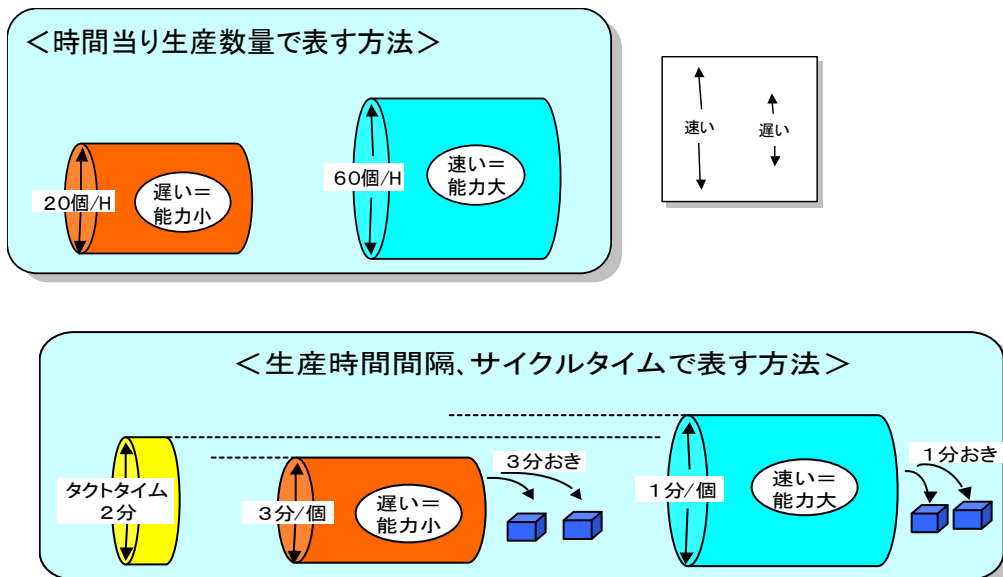 ＜時間当り生産数量で表す方法＞
速い
遅い
20個/H
遅い＝
能力小
60個/H
速い＝
能力大
＜生産時間間隔、サイクルタイムで表す方法＞
タクトタイム
2分
3分/個
遅い＝
能力小
3分おき
1分/個
速い＝
能力大
1分おき